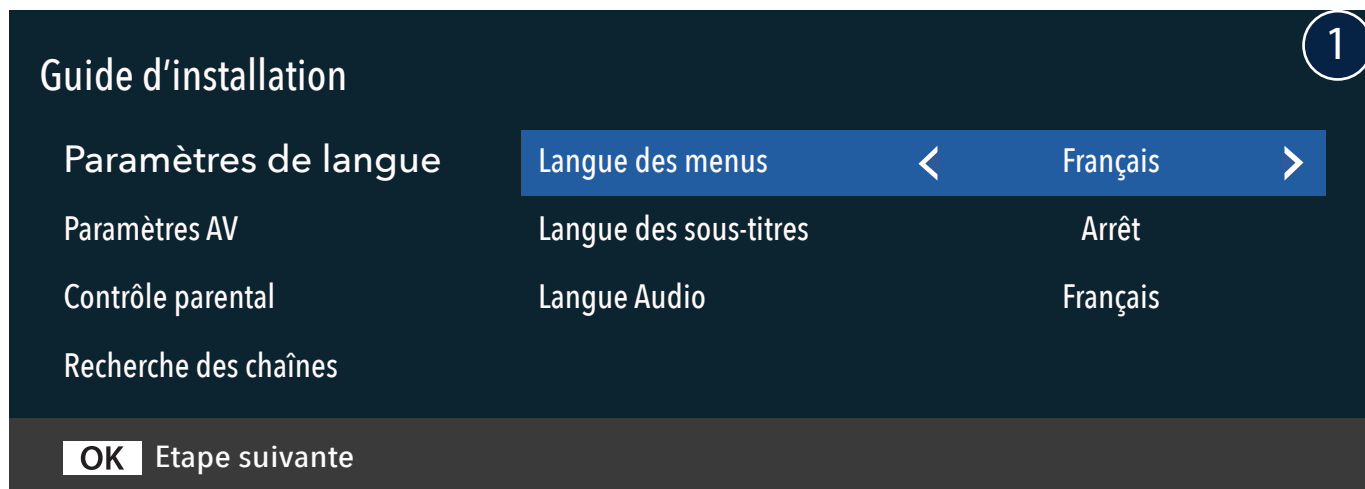 1
Guide d’installation
Paramètres de langue
Langue des menus < Français >
Paramètres AV
Langue des sous-titres Arrêt
Contrôle parental
Langue Audio Français
Recherche des chaînes
OK Etape suivante